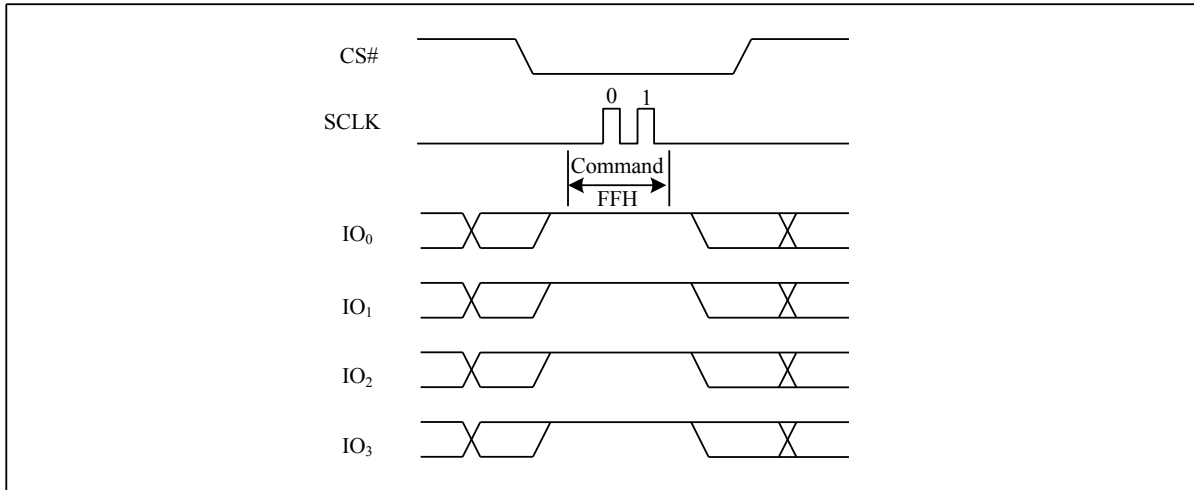 CS#
0 1
SCLK
Command
FFH
IO₀
IO₁
IO₂
IO₃